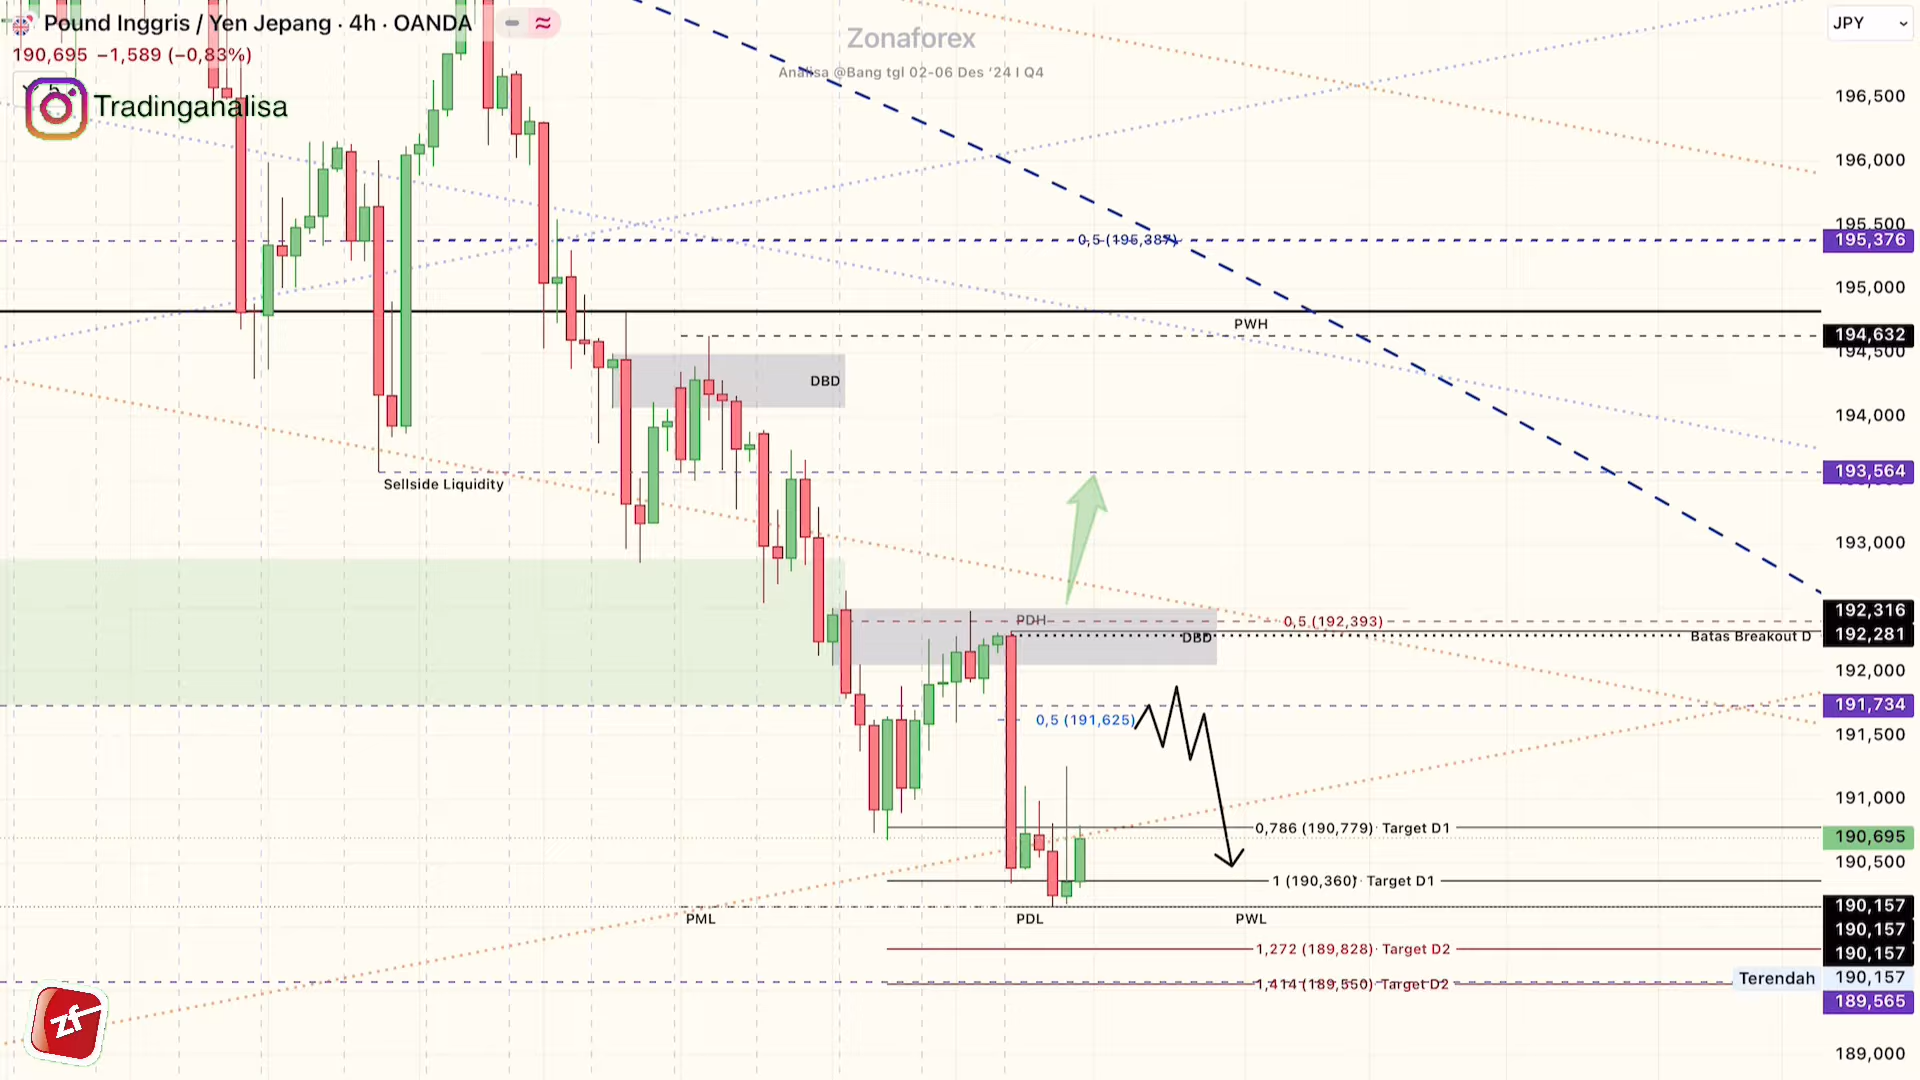 Pound Inggris / Yen Jepang · 4h · OANDA
190,695 −1,589 (−0,83%)
Tradinganalisa
Zonaforex
Analisa @Bang tgl 02-06 Des ‘24 I Q4
JPY
196,500
196,000
195,500
0,5 (195,387)
195,376
195,000
PWH
194,632
194,500
DBD
194,000
193,564
Sellside Liquidity
193,000
192,316
PDH
0,5 (192,393)
192,281
DBD
Batas Breakout D
192,000
191,734
0,5 (191,625)
191,500
191,000
0,786 (190,779) · Target D1
190,695
190,500
1 (190,360) · Target D1
190,157
PML
PDL
PWL
190,157
190,157
1,272 (189,828) · Target D2
Terendah
190,157
1,414 (189,550) · Target D2
189,565
zf
189,000